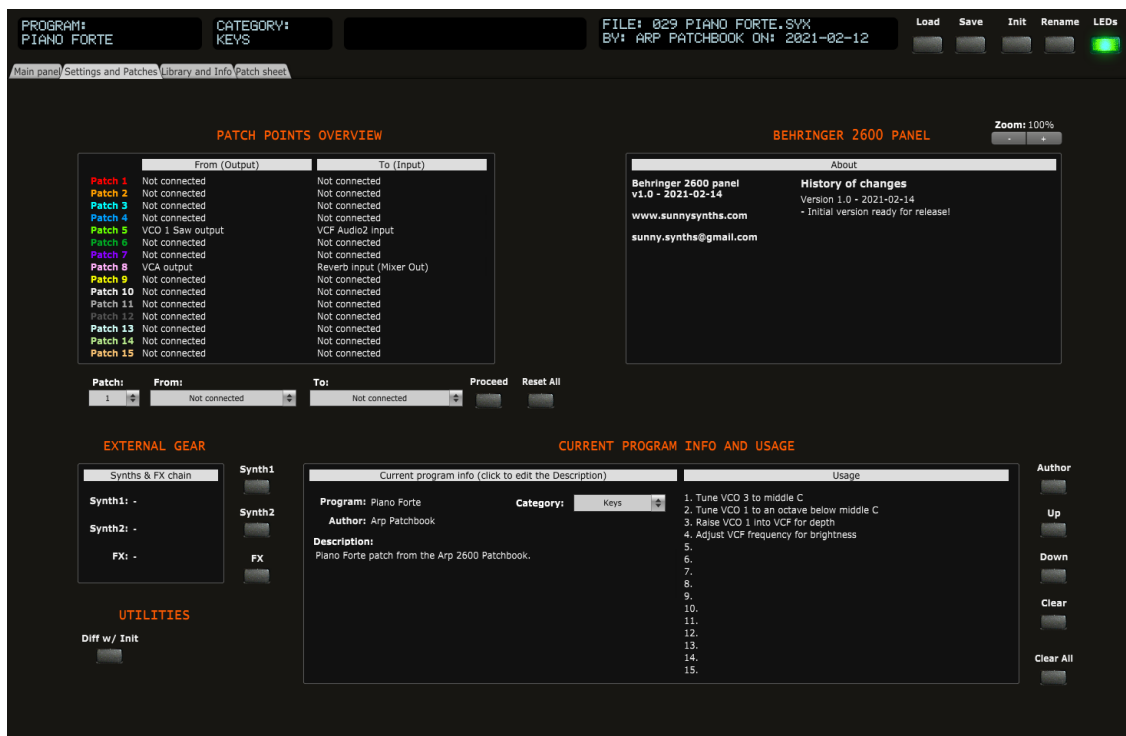 PROGRAM:
PIANO FORTE
CATEGORY:
KEYS
FILE: 029 PIANO FORTE.SYX
BY: ARP PATCHBOOK ON: 2021-02-12
Load Save Init Rename LEDs
Main panel Settings and Patches Library and Info Patch sheet
PATCH POINTS OVERVIEW
From (Output) To (Input)
Patch 1 Not connected Not connected
Patch 2 Not connected Not connected
Patch 3 Not connected Not connected
Patch 4 Not connected Not connected
Patch 5 VCO 1 Saw output VCF Audio2 input
Patch 6 Not connected Not connected
Patch 7 Not connected Not connected
Patch 8 VCA output Reverb input (Mixer Out)
Patch 9 Not connected Not connected
Patch 10 Not connected Not connected
Patch 11 Not connected Not connected
Patch 12 Not connected Not connected
Patch 13 Not connected Not connected
Patch 14 Not connected Not connected
Patch 15 Not connected Not connected
Patch: From: To: Proceed Reset All
1 Not connected Not connected
BEHRINGER 2600 PANEL
Zoom: 100%
- +
About
Behringer 2600 panel
v1.0 - 2021-02-14
www.sunnysynths.com
sunny.synths@gmail.com
History of changes
Version 1.0 - 2021-02-14
- Initial version ready for release!
EXTERNAL GEAR
Synths & FX chain
Synth1: -
Synth2: -
FX: -
Synth1
Synth2
FX
UTILITIES
Diff w/ Init
CURRENT PROGRAM INFO AND USAGE
Current program info (click to edit the Description)
Program: Piano Forte
Category: Keys
Author: Arp Patchbook
Description:
Piano Forte patch from the Arp 2600 Patchbook.
Usage
1. Tune VCO 3 to middle C
2. Tune VCO 1 to an octave below middle C
3. Raise VCO 1 into VCF for depth
4. Adjust VCF frequency for brightness
5.
6.
7.
8.
9.
10.
11.
12.
13.
14.
15.
Author
Up
Down
Clear
Clear All